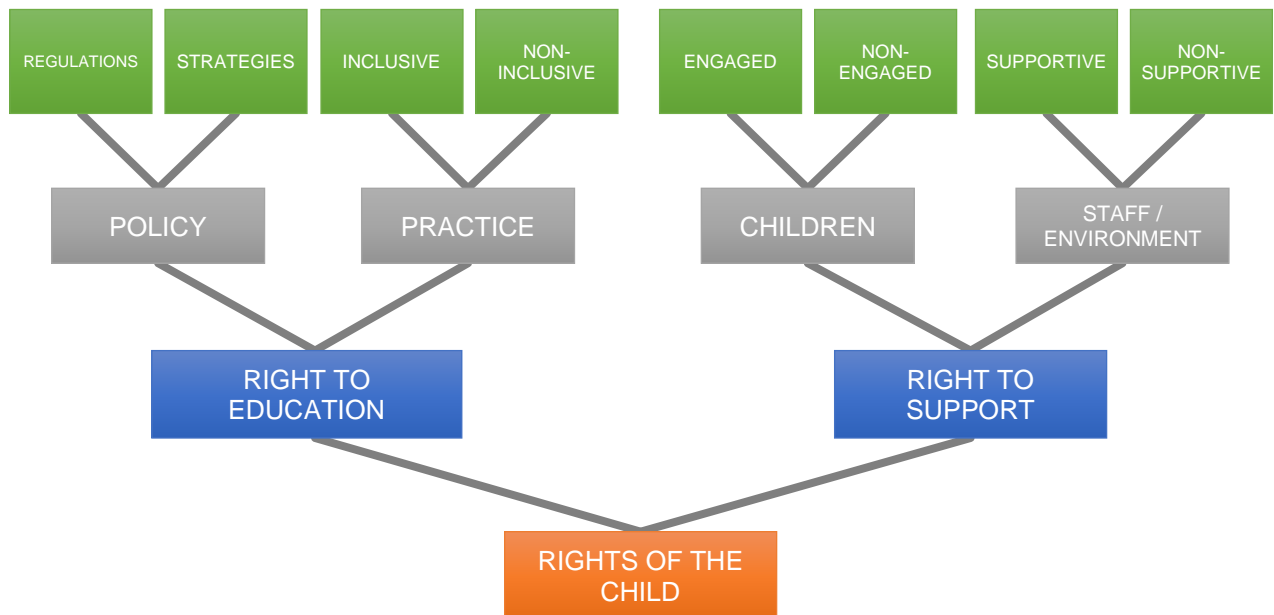 REGULATIONS
STRATEGIES
INCLUSIVE
NON-
INCLUSIVE
ENGAGED
NON-
ENGAGED
SUPPORTIVE
NON-
SUPPORTIVE
POLICY
PRACTICE
CHILDREN
STAFF /
ENVIRONMENT
RIGHT TO
EDUCATION
RIGHT TO
SUPPORT
RIGHTS OF THE
CHILD